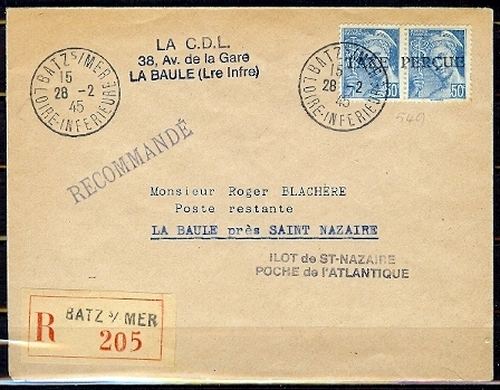 LA C.D.L.
38, Av. de la Gare
LA BAULE (Lre Infre)
BATZ S/MER
15
28 -2
45
LOIRE-INFERIEURE
BATZ S/MER
15
28 -2
45
LOIRE-INFERIEURE
TAXE PERÇUE
50
549
RECOMMANDÉ
Monsieur Roger BLACHÈRE
Poste restante
LA BAULE près SAINT NAZAIRE
ILOT de ST-NAZAIRE
POCHE de l'ATLANTIQUE
R BATZ s/ MER
205